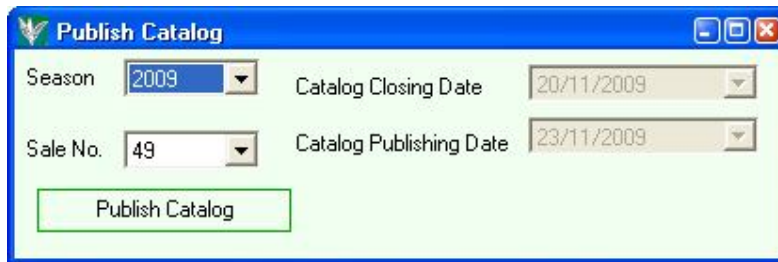 Publish Catalog
Season 2009 Catalog Closing Date 20/11/2009
Sale No. 49 Catalog Publishing Date 23/11/2009
Publish Catalog